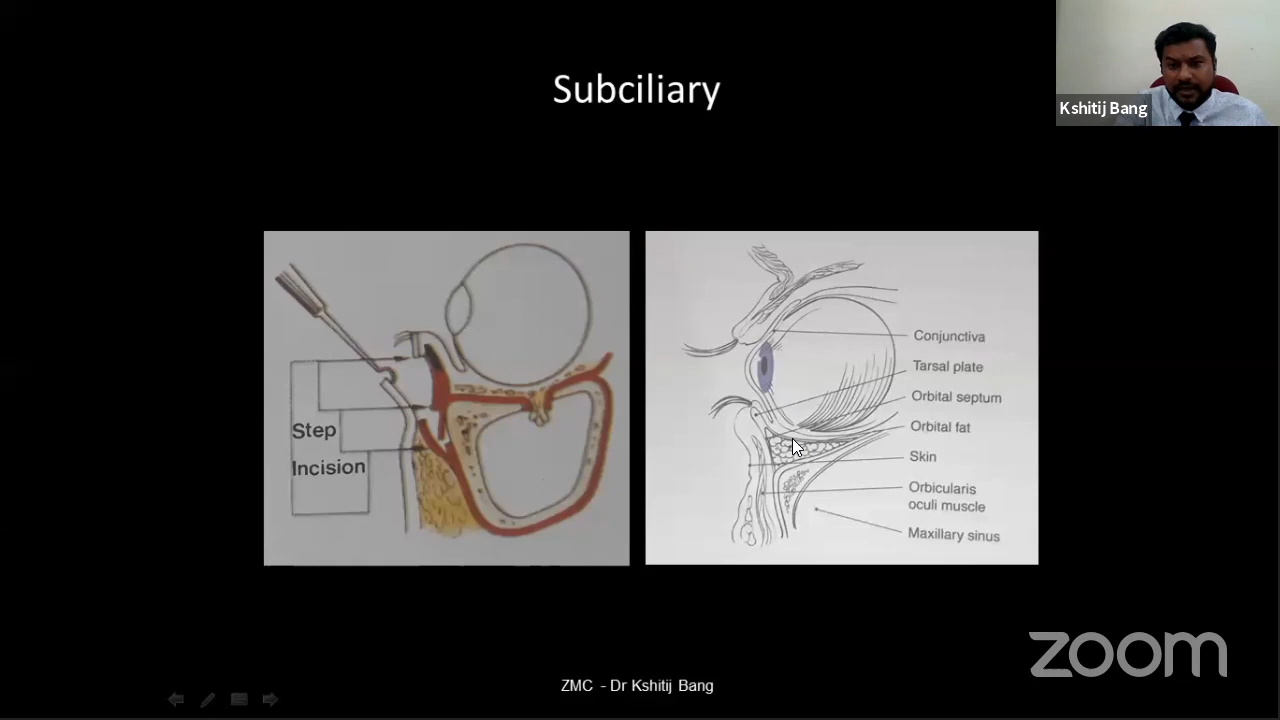 Subciliary
Kshitij Bang
Step
Incision
Conjunctiva
Tarsal plate
Orbital septum
Orbital fat
Skin
Orbicularis
oculi muscle
Maxillary sinus
zoom
ZMC - Dr Kshitij Bang